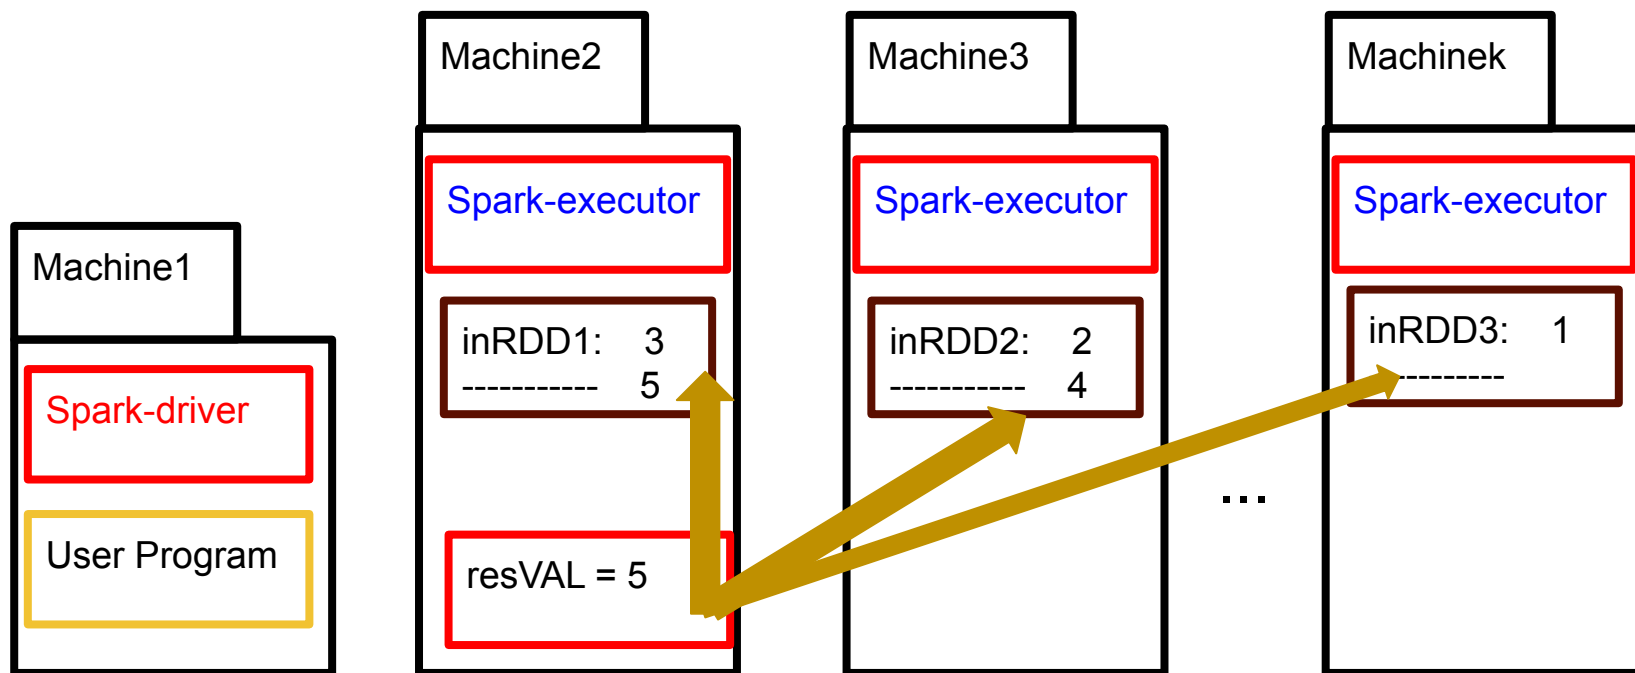 Machine1
Spark-driver
User Program
Machine2
Spark-executor
inRDD1: 3
----------- 5
resVAL = 5
Machine3
Spark-executor
inRDD2: 2
----------- 4
...
Machinek
Spark-executor
inRDD3: 1
-----------